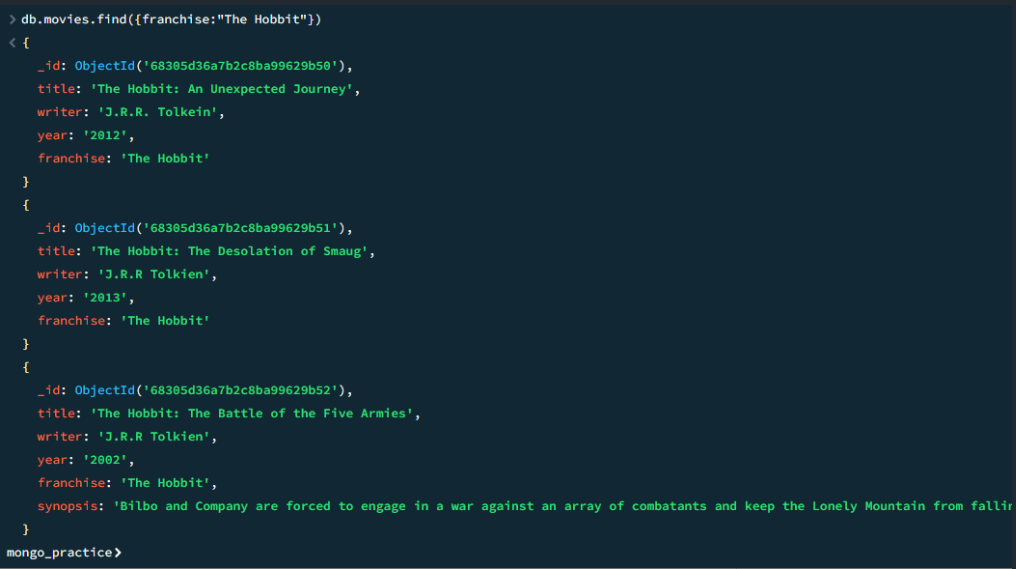 > db.movies.find({franchise:"The Hobbit"})
< {
_id: ObjectId('68305d36a7b2c8ba99629b50'),
title: 'The Hobbit: An Unexpected Journey',
writer: 'J.R.R. Tolkein',
year: '2012',
franchise: 'The Hobbit'
}
{
_id: ObjectId('68305d36a7b2c8ba99629b51'),
title: 'The Hobbit: The Desolation of Smaug',
writer: 'J.R.R Tolkien',
year: '2013',
franchise: 'The Hobbit'
}
{
_id: ObjectId('68305d36a7b2c8ba99629b52'),
title: 'The Hobbit: The Battle of the Five Armies',
writer: 'J.R.R Tolkien',
year: '2002',
franchise: 'The Hobbit',
synopsis: 'Bilbo and Company are forced to engage in a war against an array of combatants and keep the Lonely Mountain from
}
mongo_practice>